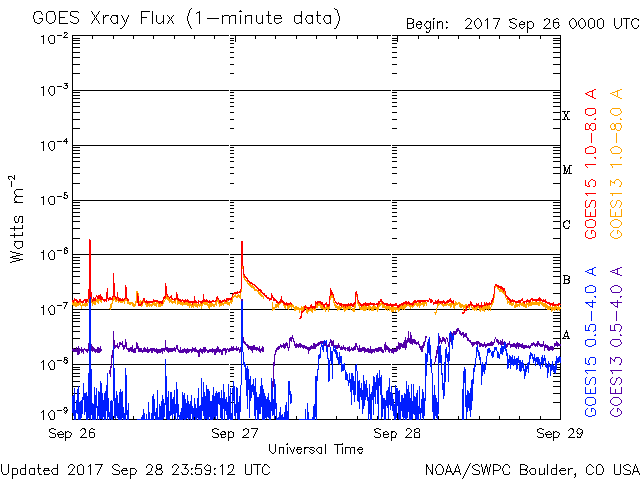 GOES Xray Flux (1-minute data)
Begin: 2017 Sep 26 0000 UTC
10-2
10-3
10-4
10-5
10-6
10-7
10-8
10-9
Watts m-2
X
M
C
B
A
GOES15 1.0-8.0 A
GOES13 1.0-8.0 A
GOES15 0.5-4.0 A
GOES13 0.5-4.0 A
Sep 26 Sep 27 Sep 28 Sep 29
Universal Time
Updated 2017 Sep 28 23:59:12 UTC
NOAA/SWPC Boulder, CO USA